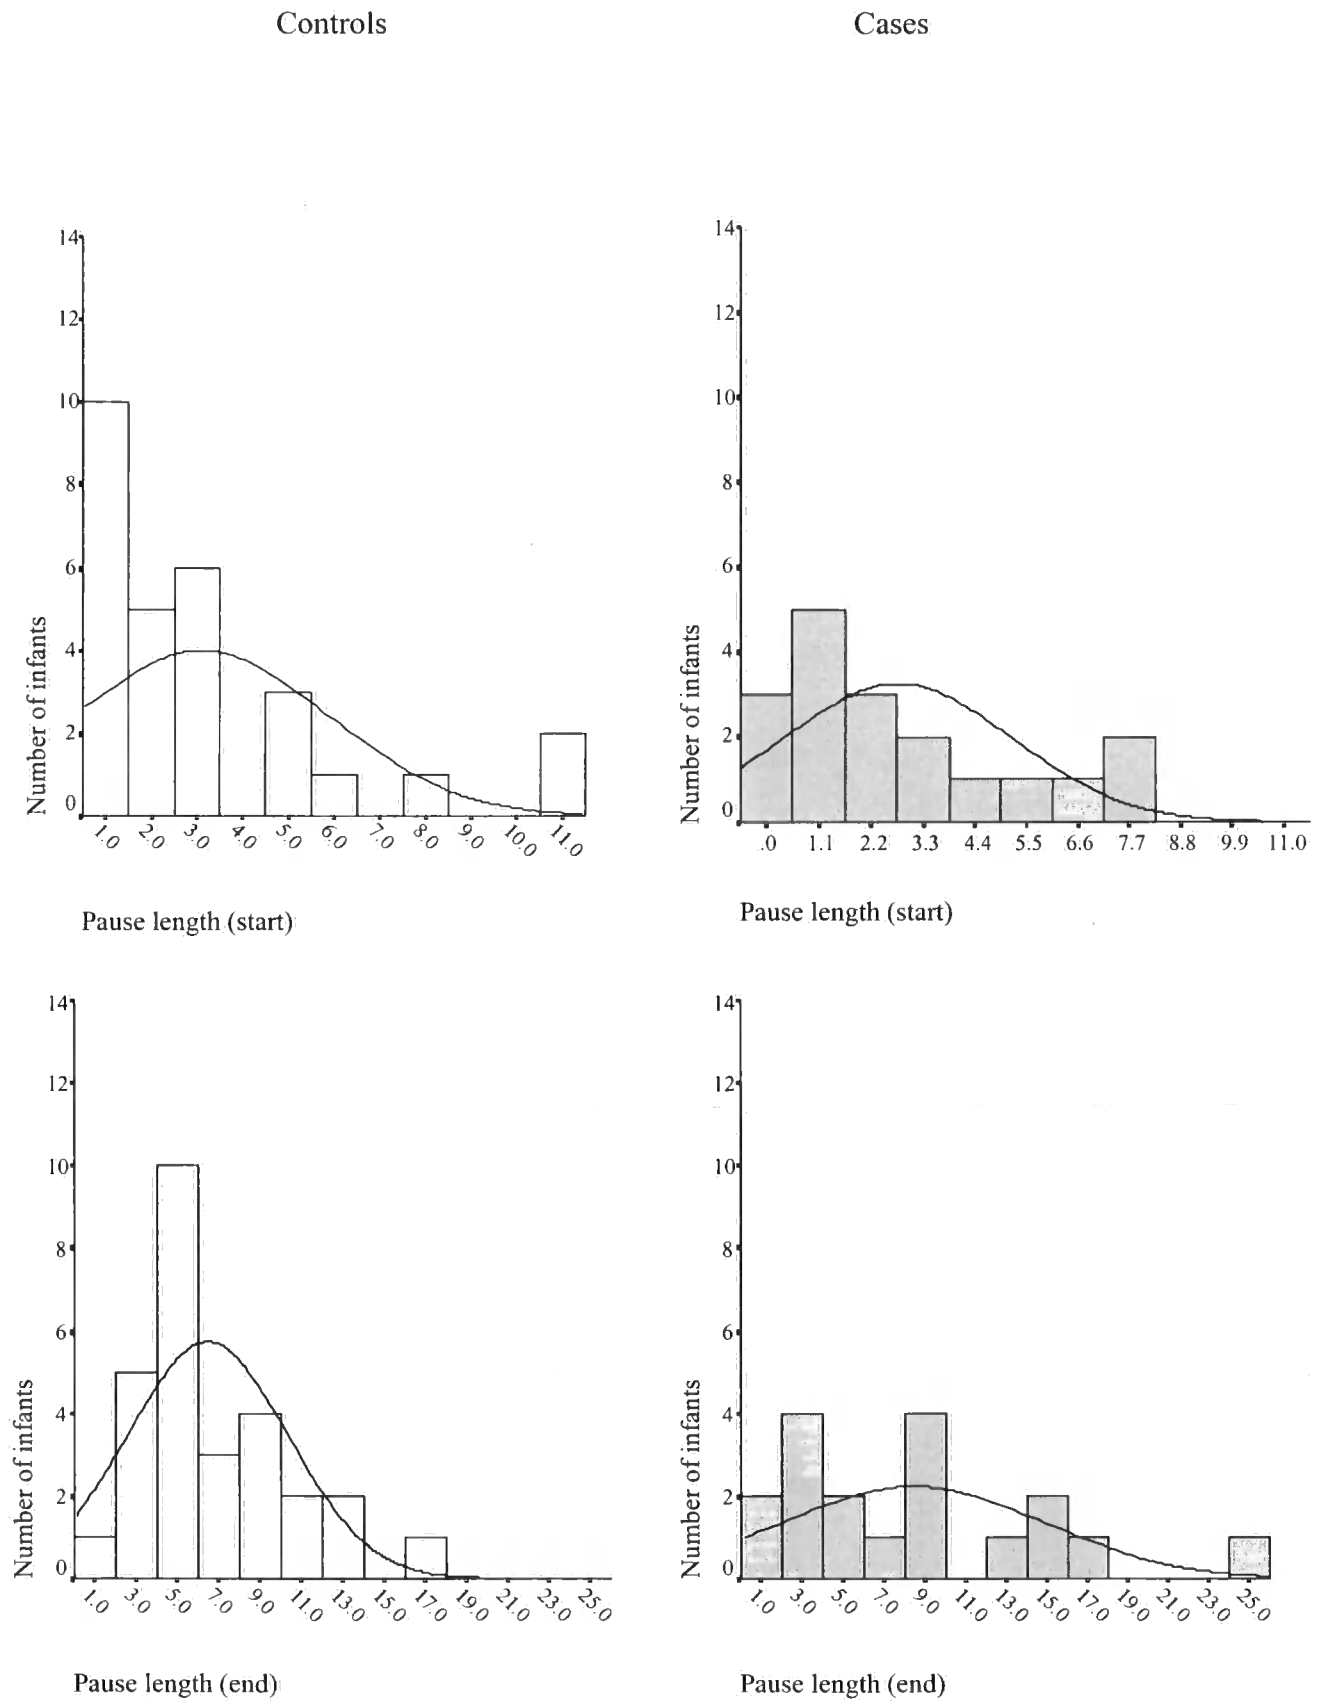 Controls
Cases
14
12
10
8
6
4
2
0
Number of infants
1.0 2.0 3.0 4.0 5.0 6.0 7.0 8.0 9.0 10.0 11.0
Pause length (start)
14
12
10
8
6
4
2
0
Number of infants
.0 1.1 2.2 3.3 4.4 5.5 6.6 7.7 8.8 9.9 11.0
Pause length (start)
14
12
10
8
6
4
2
0
Number of infants
1.0 3.0 5.0 7.0 9.0 11.0 13.0 15.0 17.0 19.0 21.0 23.0 25.0
Pause length (end)
14
12
10
8
6
4
2
0
Number of infants
1.0 3.0 5.0 7.0 9.0 11.0 13.0 15.0 17.0 19.0 21.0 23.0 25.0
Pause length (end)